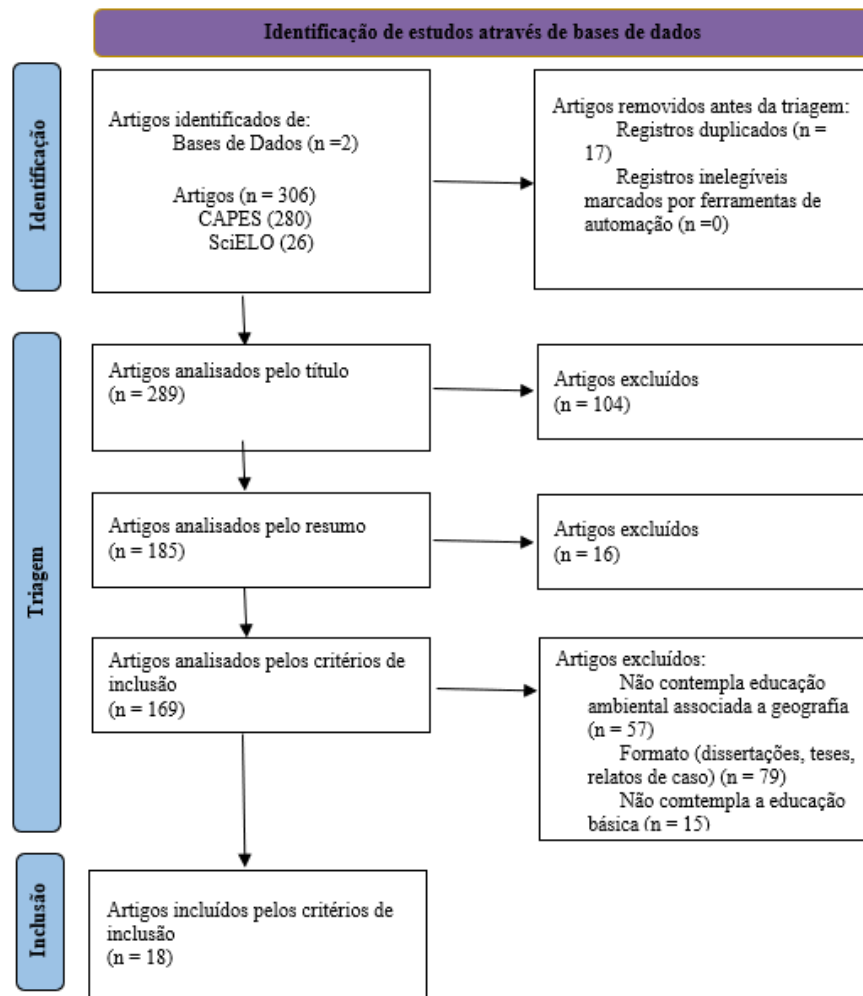 Identificação de estudos através de bases de dados
Identificação
Artigos identificados de:
Bases de Dados (n =2)
Artigos (n = 306)
CAPES (280)
SciELO (26)
Artigos removidos antes da triagem:
Registros duplicados (n =
17)
Registros inelegíveis
marcados por ferramentas de
automação (n =0)
Triagem
Artigos analisados pelo título
(n = 289)
Artigos excluídos
(n = 104)
Artigos analisados pelo resumo
(n = 185)
Artigos excluídos
(n = 16)
Artigos analisados pelos critérios de
inclusão
(n = 169)
Artigos excluídos:
Não contempla educação
ambiental associada a geografia
(n = 57)
Formato (dissertações, teses,
relatos de caso) (n = 79)
Não comtempla a educação
básica (n = 15)
Inclusão
Artigos incluídos pelos critérios de
inclusão
(n = 18)